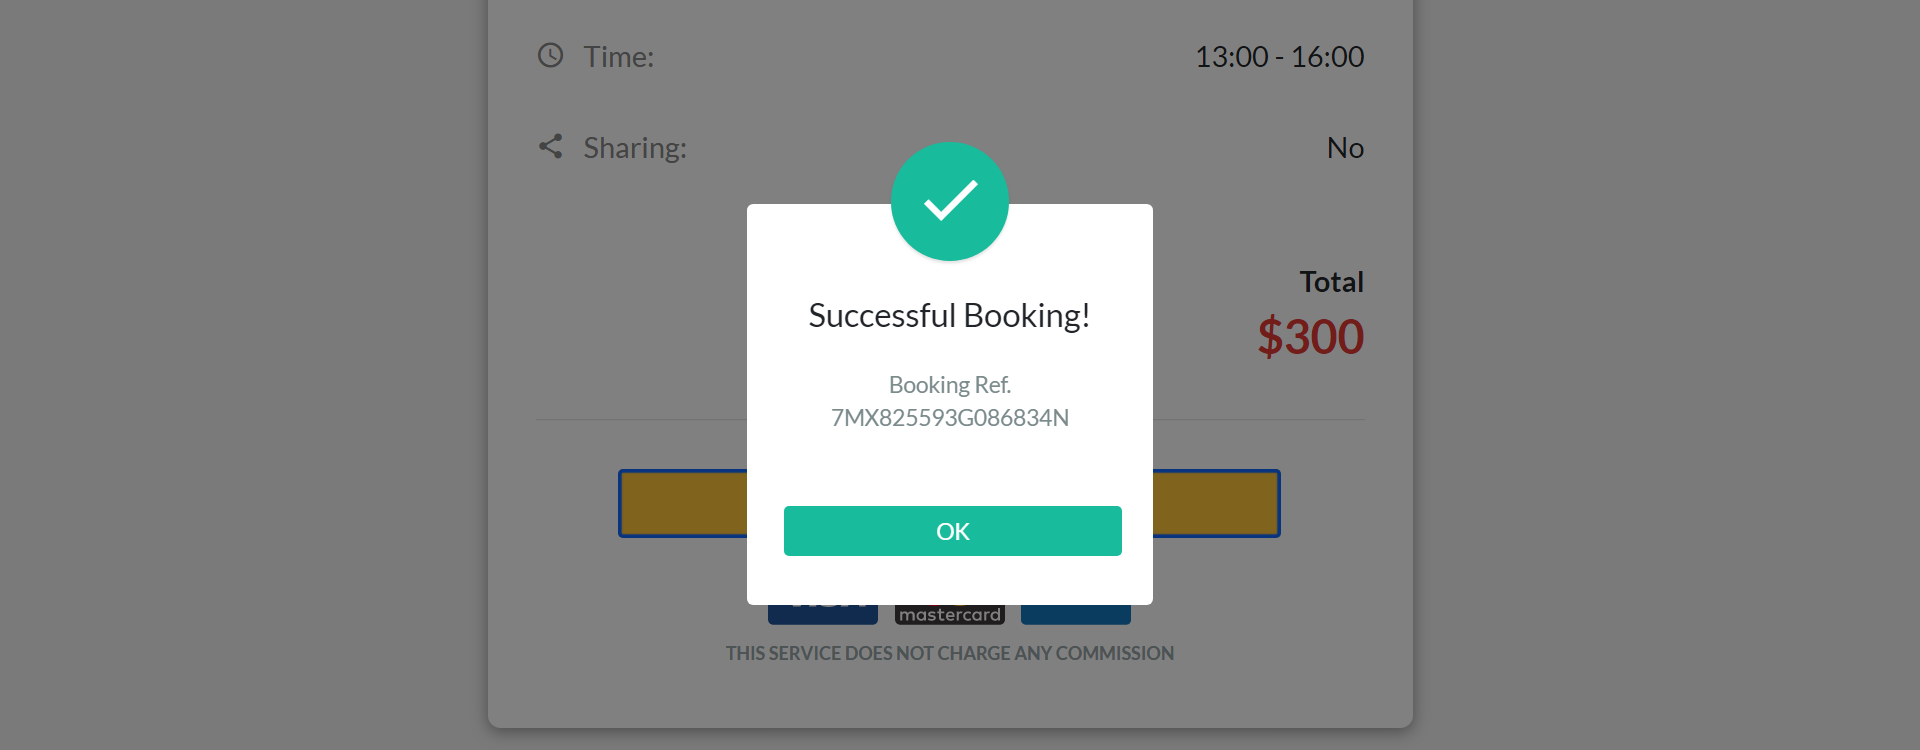 Time: 13:00 - 16:00
Sharing: No
Total
$300
Successful Booking!
Booking Ref.
7MX825593G086834N
OK
mastercard
THIS SERVICE DOES NOT CHARGE ANY COMMISSION